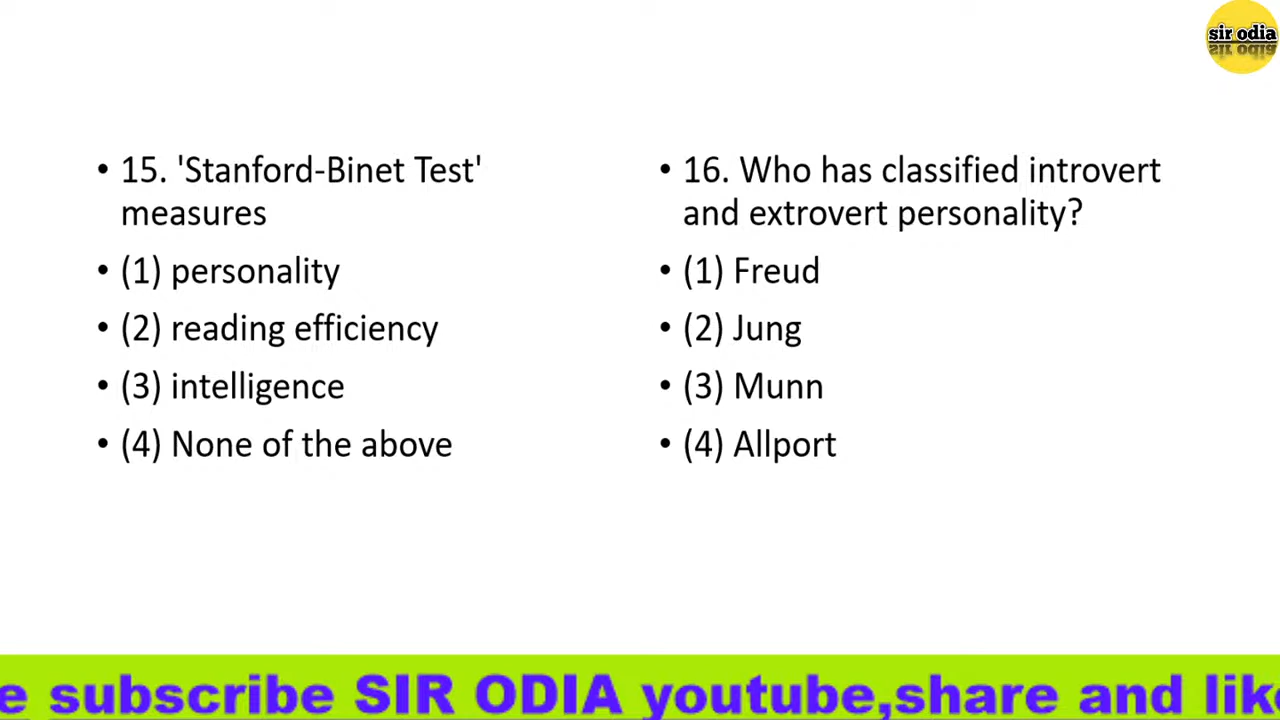 sir odia
• 15. 'Stanford-Binet Test'
measures
• (1) personality
• (2) reading efficiency
• (3) intelligence
• (4) None of the above
• 16. Who has classified introvert
and extrovert personality?
• (1) Freud
• (2) Jung
• (3) Munn
• (4) Allport
e subscribe SIR ODIA youtube,share and lik